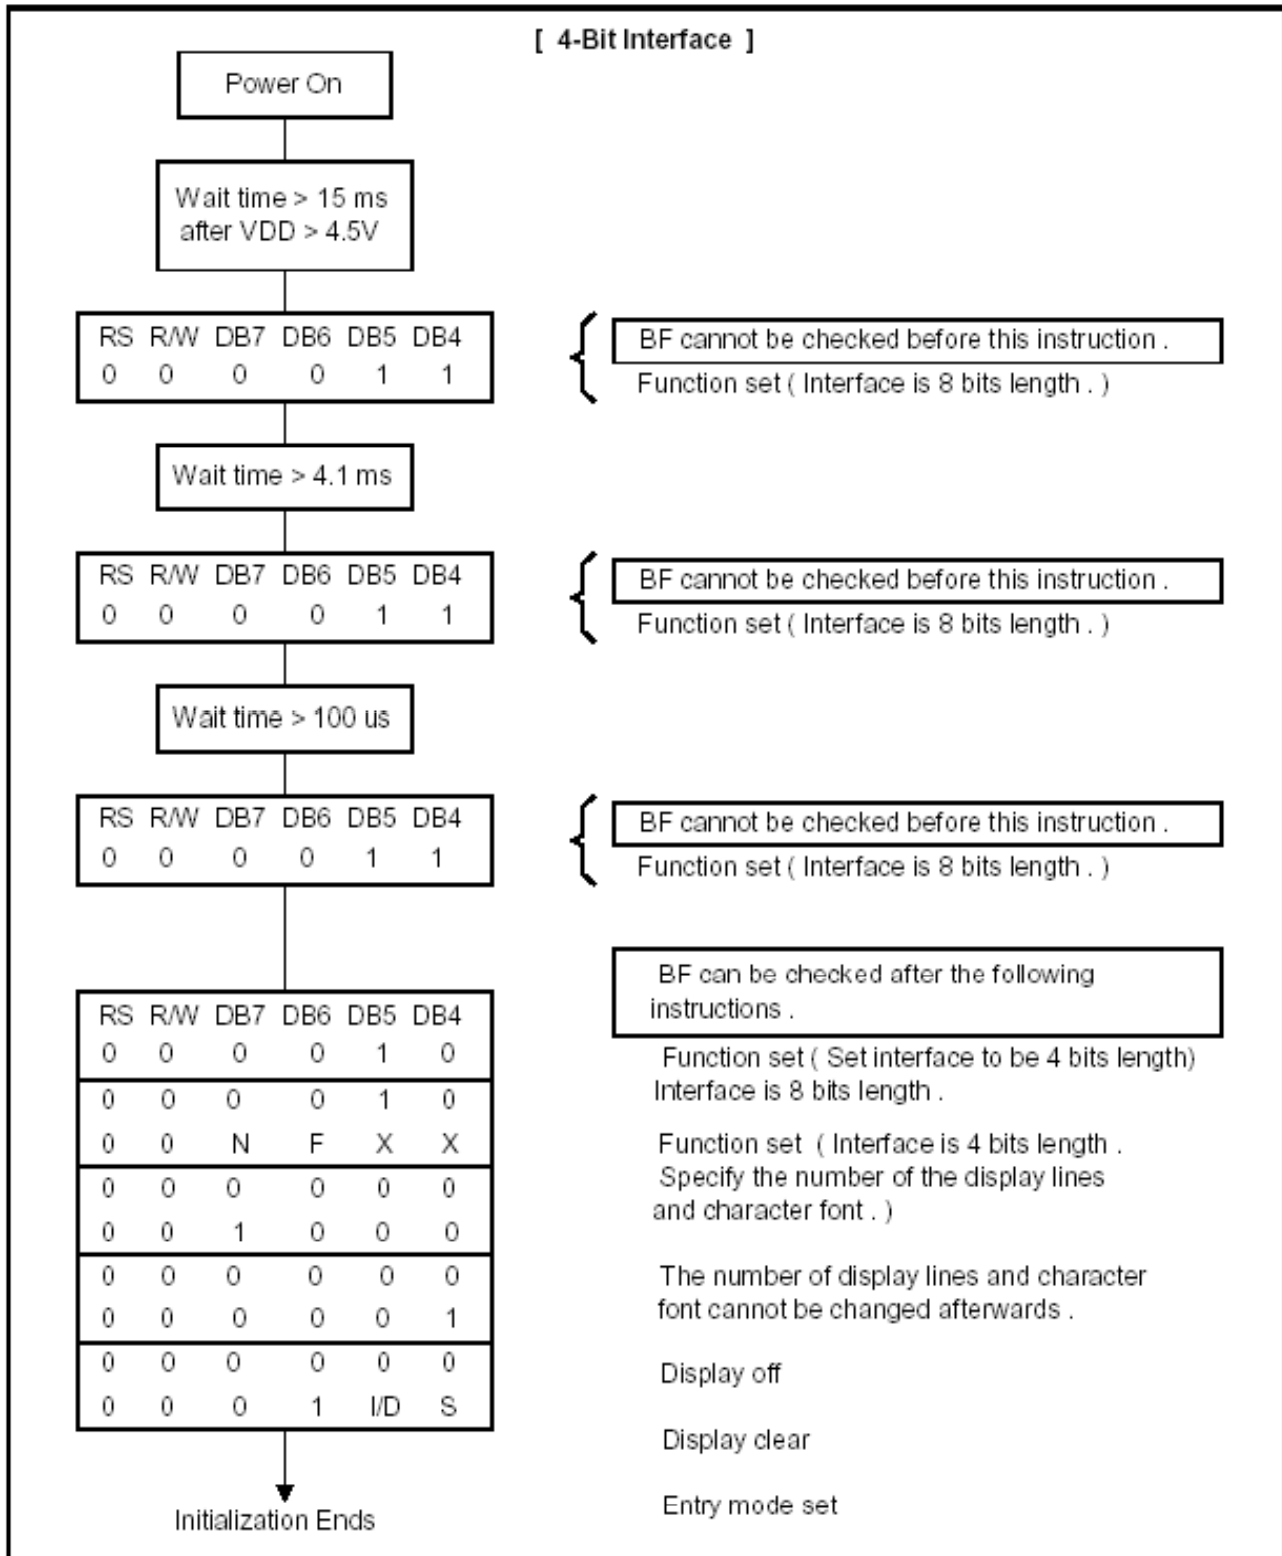 [ 4-Bit Interface ]
Power On
Wait time > 15 ms
after VDD > 4.5V
RS R/W DB7 DB6 DB5 DB4
0 0 0 0 1 1
BF cannot be checked before this instruction .
Function set ( Interface is 8 bits length . )
Wait time > 4.1 ms
RS R/W DB7 DB6 DB5 DB4
0 0 0 0 1 1
BF cannot be checked before this instruction .
Function set ( Interface is 8 bits length . )
Wait time > 100 us
RS R/W DB7 DB6 DB5 DB4
0 0 0 0 1 1
BF cannot be checked before this instruction .
Function set ( Interface is 8 bits length . )
RS R/W DB7 DB6 DB5 DB4
0 0 0 0 1 0
0 0 0 0 1 0
0 0 N F X X
0 0 0 0 0 0
0 0 1 0 0 0
0 0 0 0 0 0
0 0 0 0 0 1
0 0 0 0 0 0
0 0 0 1 I/D S
BF can be checked after the following
instructions .
Function set ( Set interface to be 4 bits length)
Interface is 8 bits length .
Function set ( Interface is 4 bits length .
Specify the number of the display lines
and character font . )
The number of display lines and character
font cannot be changed afterwards .
Display off
Display clear
Entry mode set
Initialization Ends